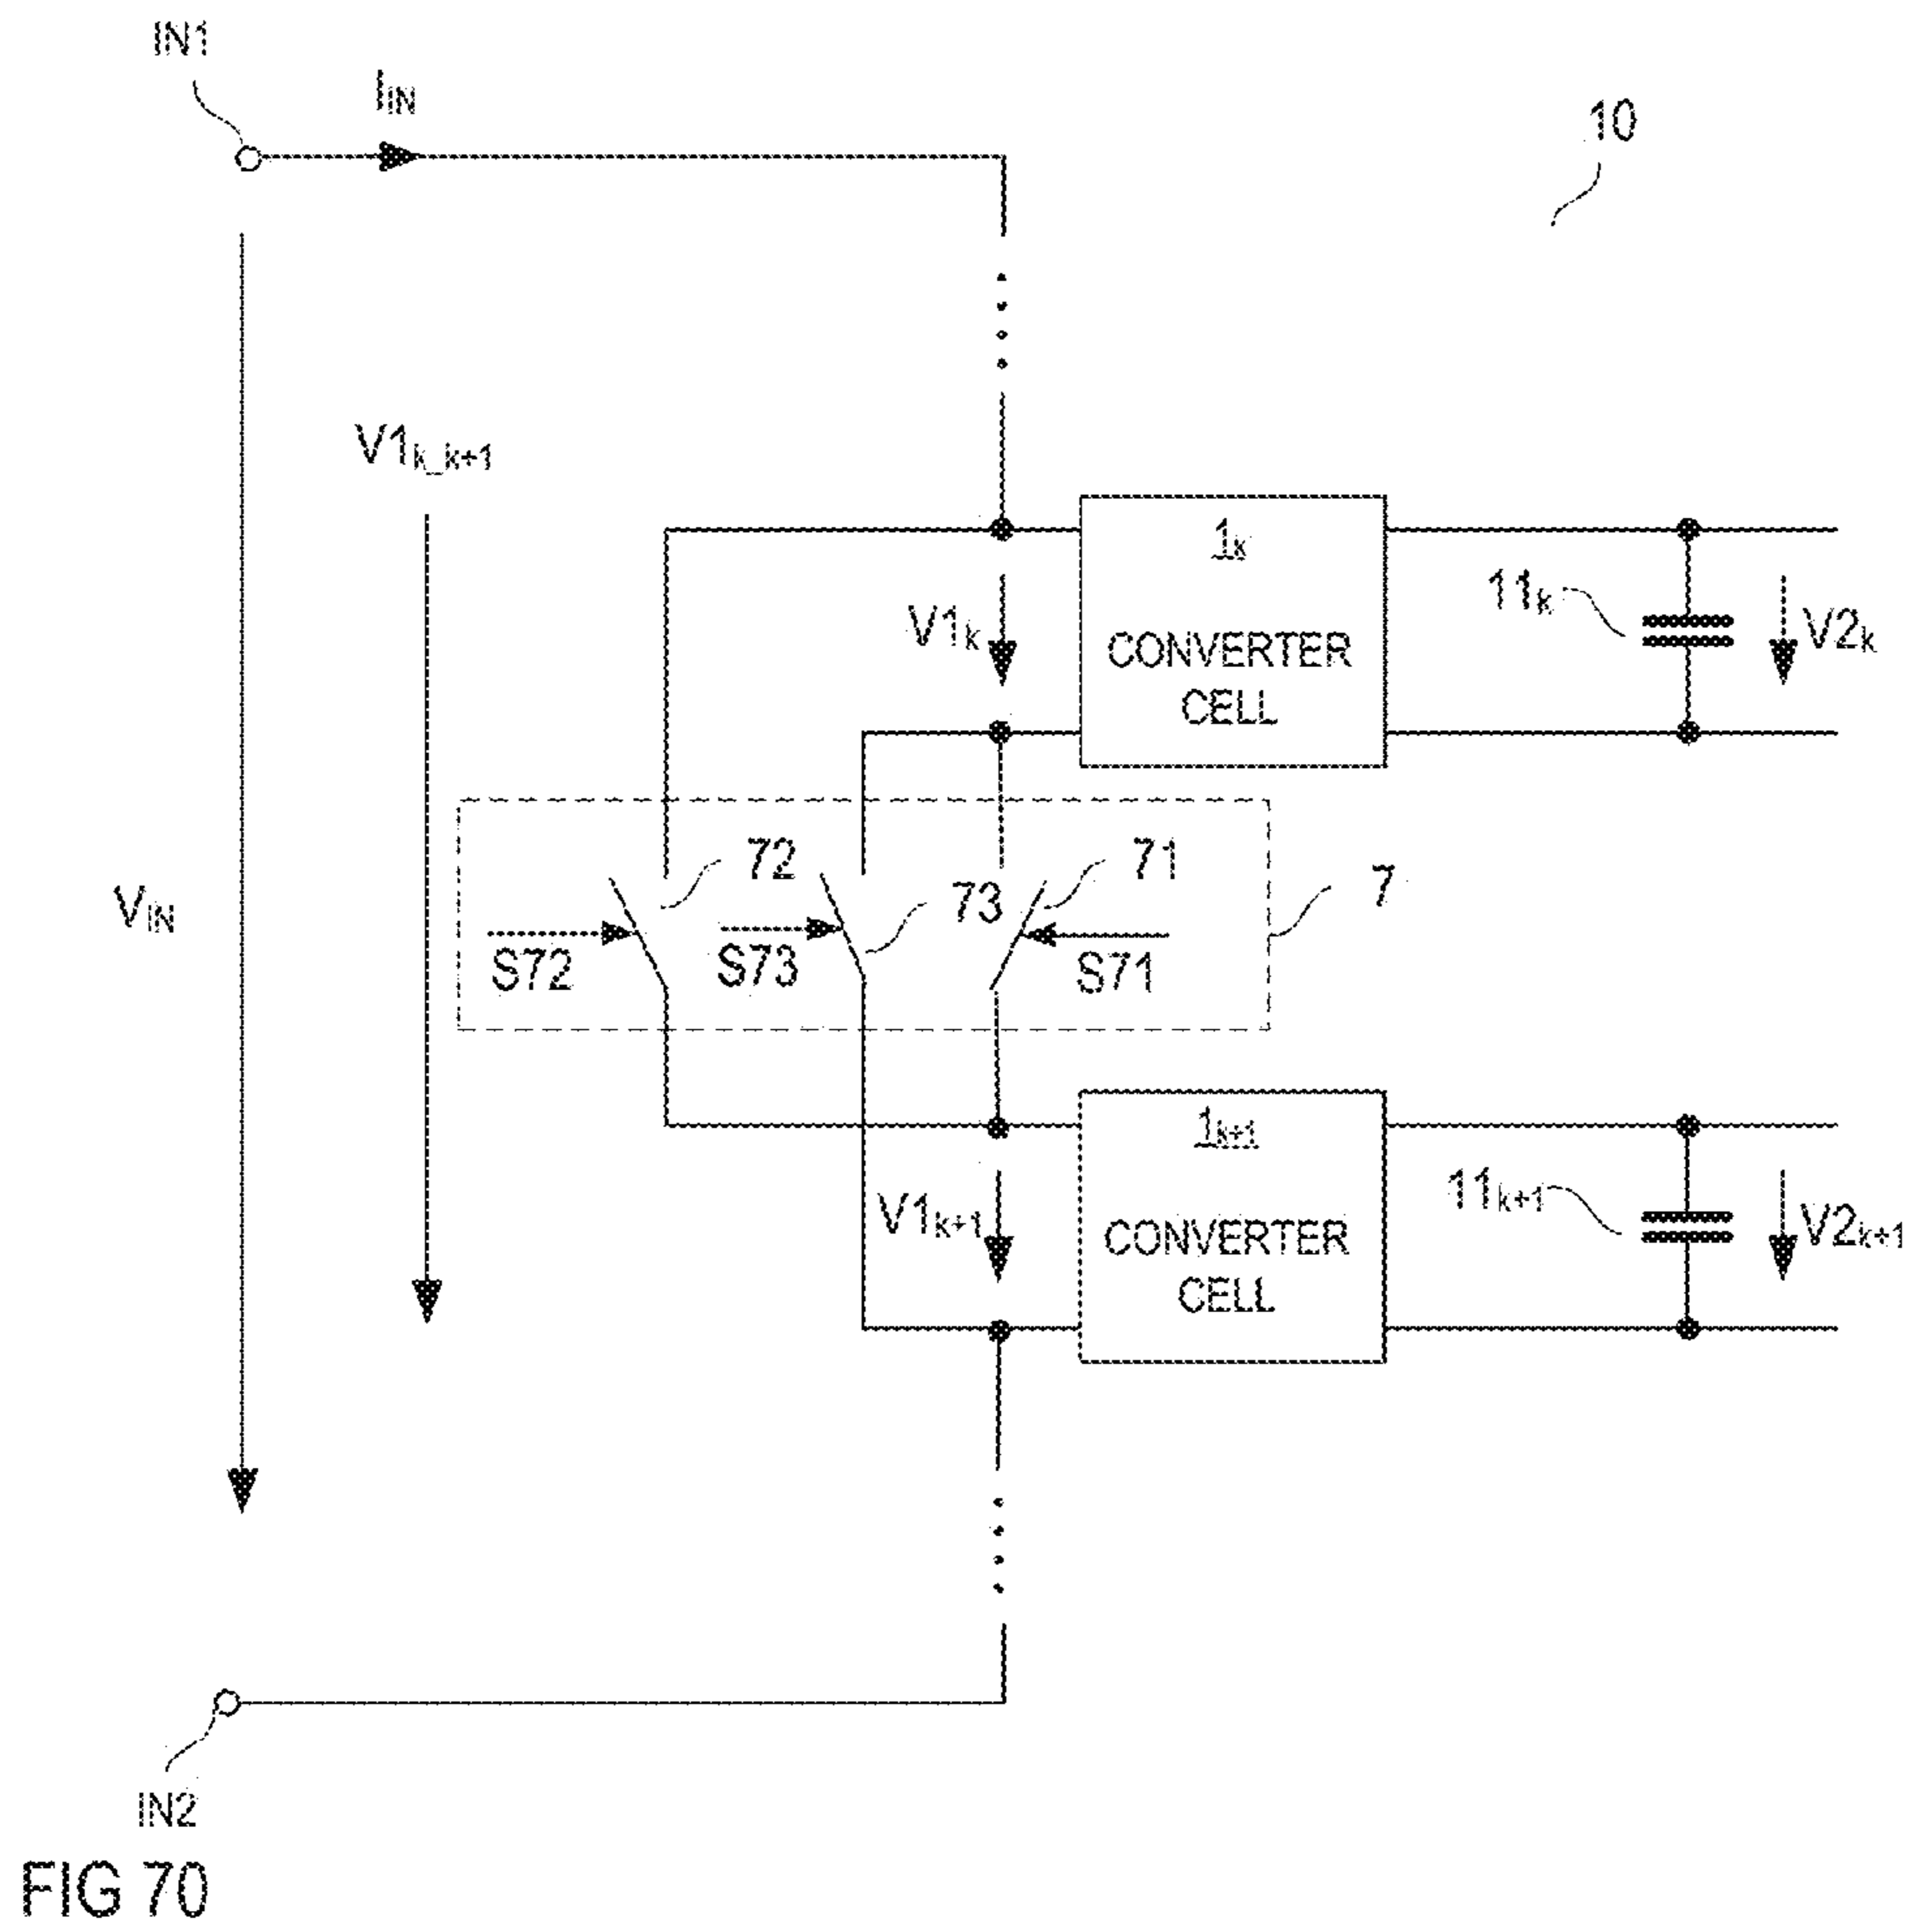 IN1
IIN
10
V1k_k+1
1k
11k
V1k
V2k
CONVERTER
CELL
72
71
7
73
VIN
S72
S73
S71
1k+1
11k+1
V1k+1
V2k+1
CONVERTER
CELL
IN2
FIG 70